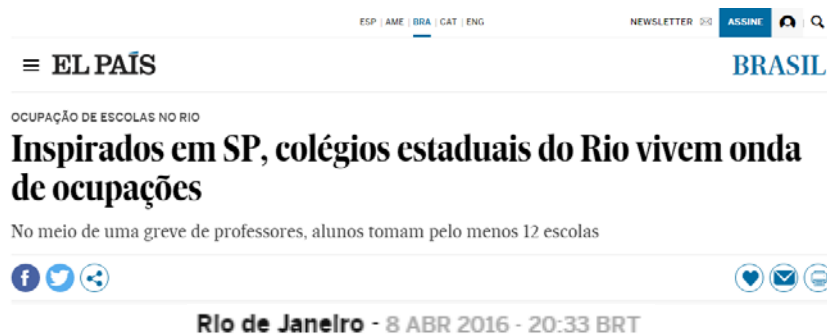 ESP | AME | BRA | CAT | ENG
NEWSLETTER ASSINE
EL PAÍS
BRASIL
OCUPAÇÃO DE ESCOLAS NO RIO
Inspirados em SP, colégios estaduais do Rio vivem onda
de ocupações
No meio de uma greve de professores, alunos tomam pelo menos 12 escolas
Rio de Janeiro - 8 ABR 2016 - 20:33 BRT